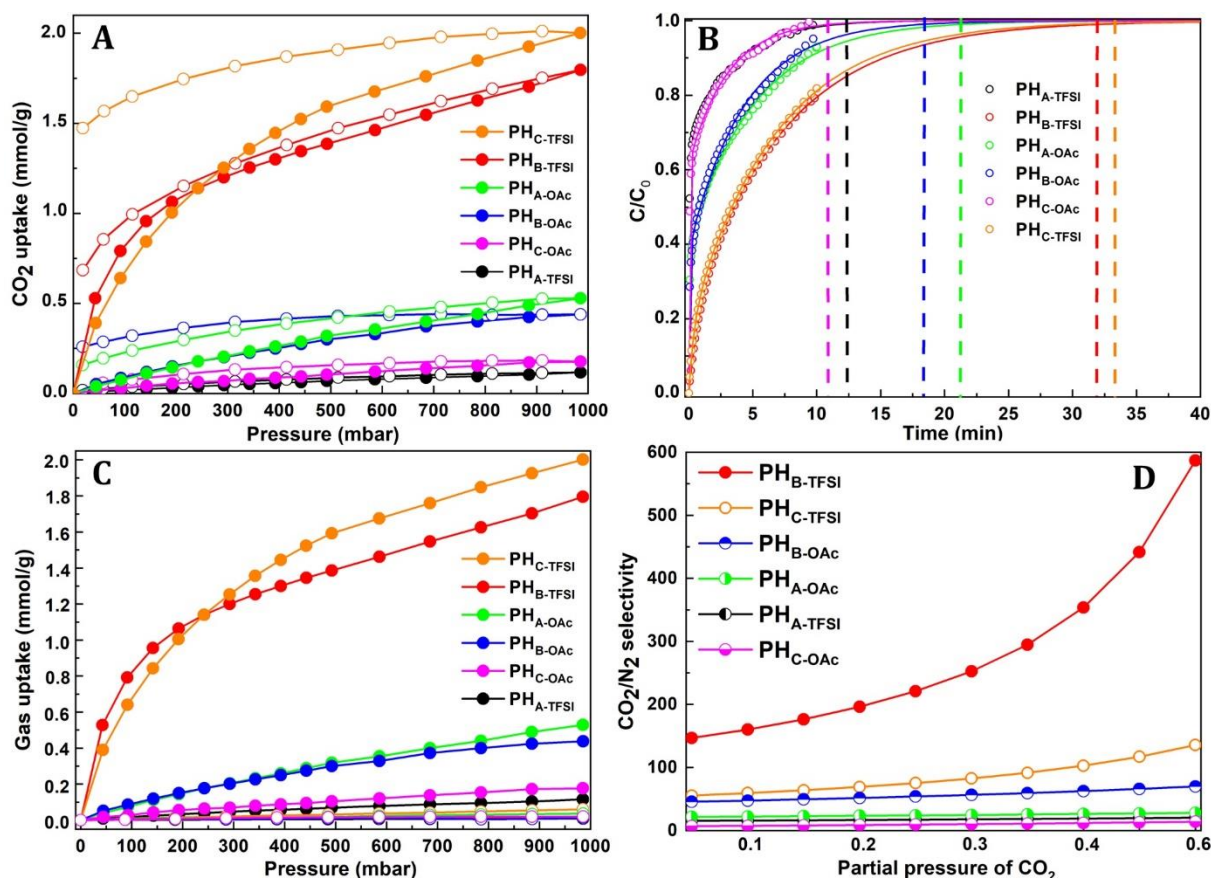 A
CO2 uptake (mmol/g)
2.0
1.5
1.0
0.5
0.0
PHC-TFSI
PHB-TFSI
PHA-OAc
PHB-OAc
PHC-OAc
PHA-TFSI
0 100 200 300 400 500 600 700 800 900 1000
Pressure (mbar)
B
C/C0
1.0
0.8
0.6
0.4
0.2
0.0
PHA-TFSI
PHB-TFSI
PHA-OAc
PHB-OAc
PHC-OAc
PHC-TFSI
0 5 10 15 20 25 30 35 40
Time (min)
C
Gas uptake (mmol/g)
2.0
1.8
1.6
1.4
1.2
1.0
0.8
0.6
0.4
0.2
0.0
PHC-TFSI
PHB-TFSI
PHA-OAc
PHB-OAc
PHC-OAc
PHA-TFSI
0 100 200 300 400 500 600 700 800 900 1000
Pressure (mbar)
D
CO2/N2 selectivity
600
500
400
300
200
100
0
PHB-TFSI
PHC-TFSI
PHB-OAc
PHA-OAc
PHA-TFSI
PHC-OAc
0.1 0.2 0.3 0.4 0.5 0.6
Partial pressure of CO2